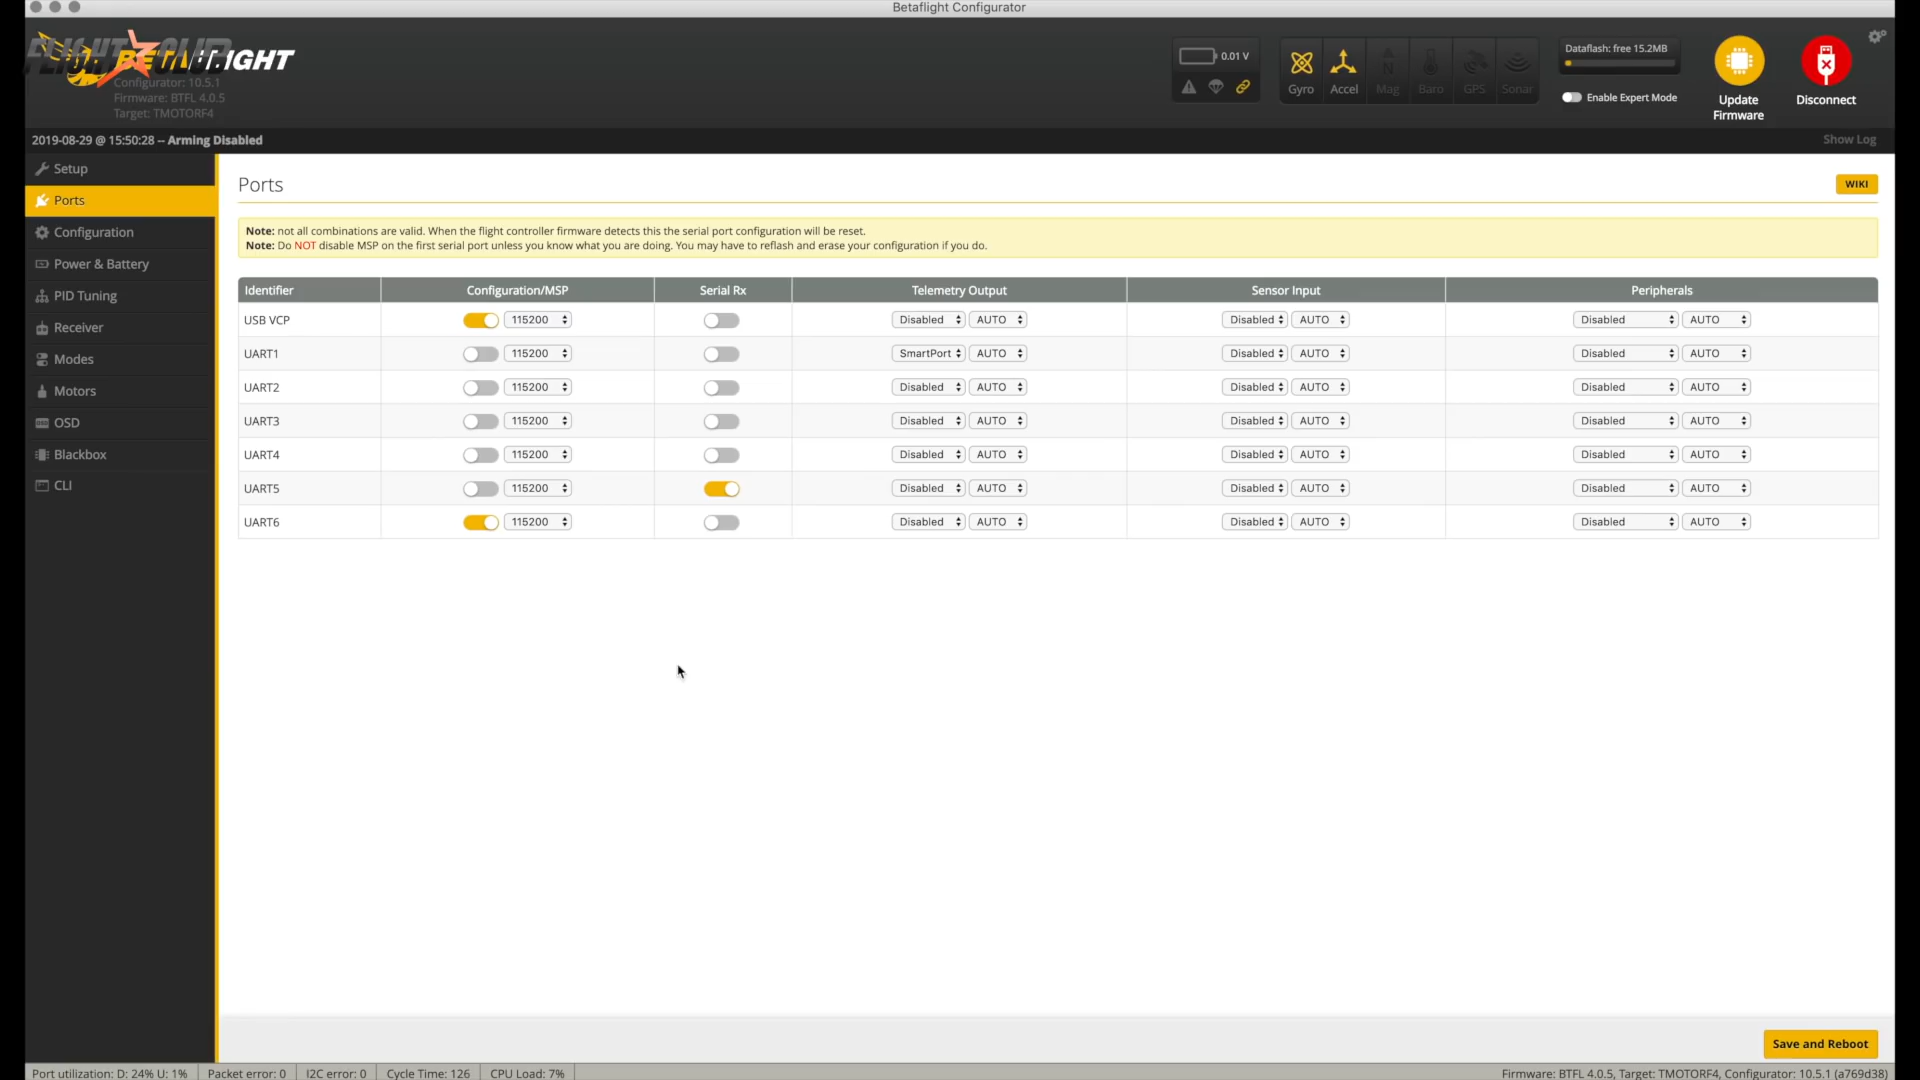 Betaflight Configurator
FLIGHT CLUB
BETAFLIGHT
Configurator: 10.5.1
Firmware: BTFL 4.0.5
Target: TMOTORF4
0.01 V
Gyro Accel Mag Baro GPS Sonar
Dataflash: free 15.2MB
Enable Expert Mode
Update
Firmware
Disconnect
2019-08-29 @ 15:50:28 -- Arming Disabled
Show Log
Setup
Ports
Configuration
Power & Battery
PID Tuning
Receiver
Modes
Motors
OSD
Blackbox
CLI
Ports
WIKI
Note: not all combinations are valid. When the flight controller firmware detects this the serial port configuration will be reset.
Note: Do NOT disable MSP on the first serial port unless you know what you are doing. You may have to reflash and erase your configuration if you do.
Identifier Configuration/MSP Serial Rx Telemetry Output Sensor Input Peripherals
USB VCP 115200 Disabled AUTO Disabled AUTO Disabled AUTO
UART1 115200 SmartPort AUTO Disabled AUTO Disabled AUTO
UART2 115200 Disabled AUTO Disabled AUTO Disabled AUTO
UART3 115200 Disabled AUTO Disabled AUTO Disabled AUTO
UART4 115200 Disabled AUTO Disabled AUTO Disabled AUTO
UART5 115200 Disabled AUTO Disabled AUTO Disabled AUTO
UART6 115200 Disabled AUTO Disabled AUTO Disabled AUTO
Save and Reboot
Port utilization: D: 24% U: 1% Packet error: 0 I2C error: 0 Cycle Time: 126 CPU Load: 7% Firmware: BTFL 4.0.5, Target: TMOTORF4, Configurator: 10.5.1 (a769d38)